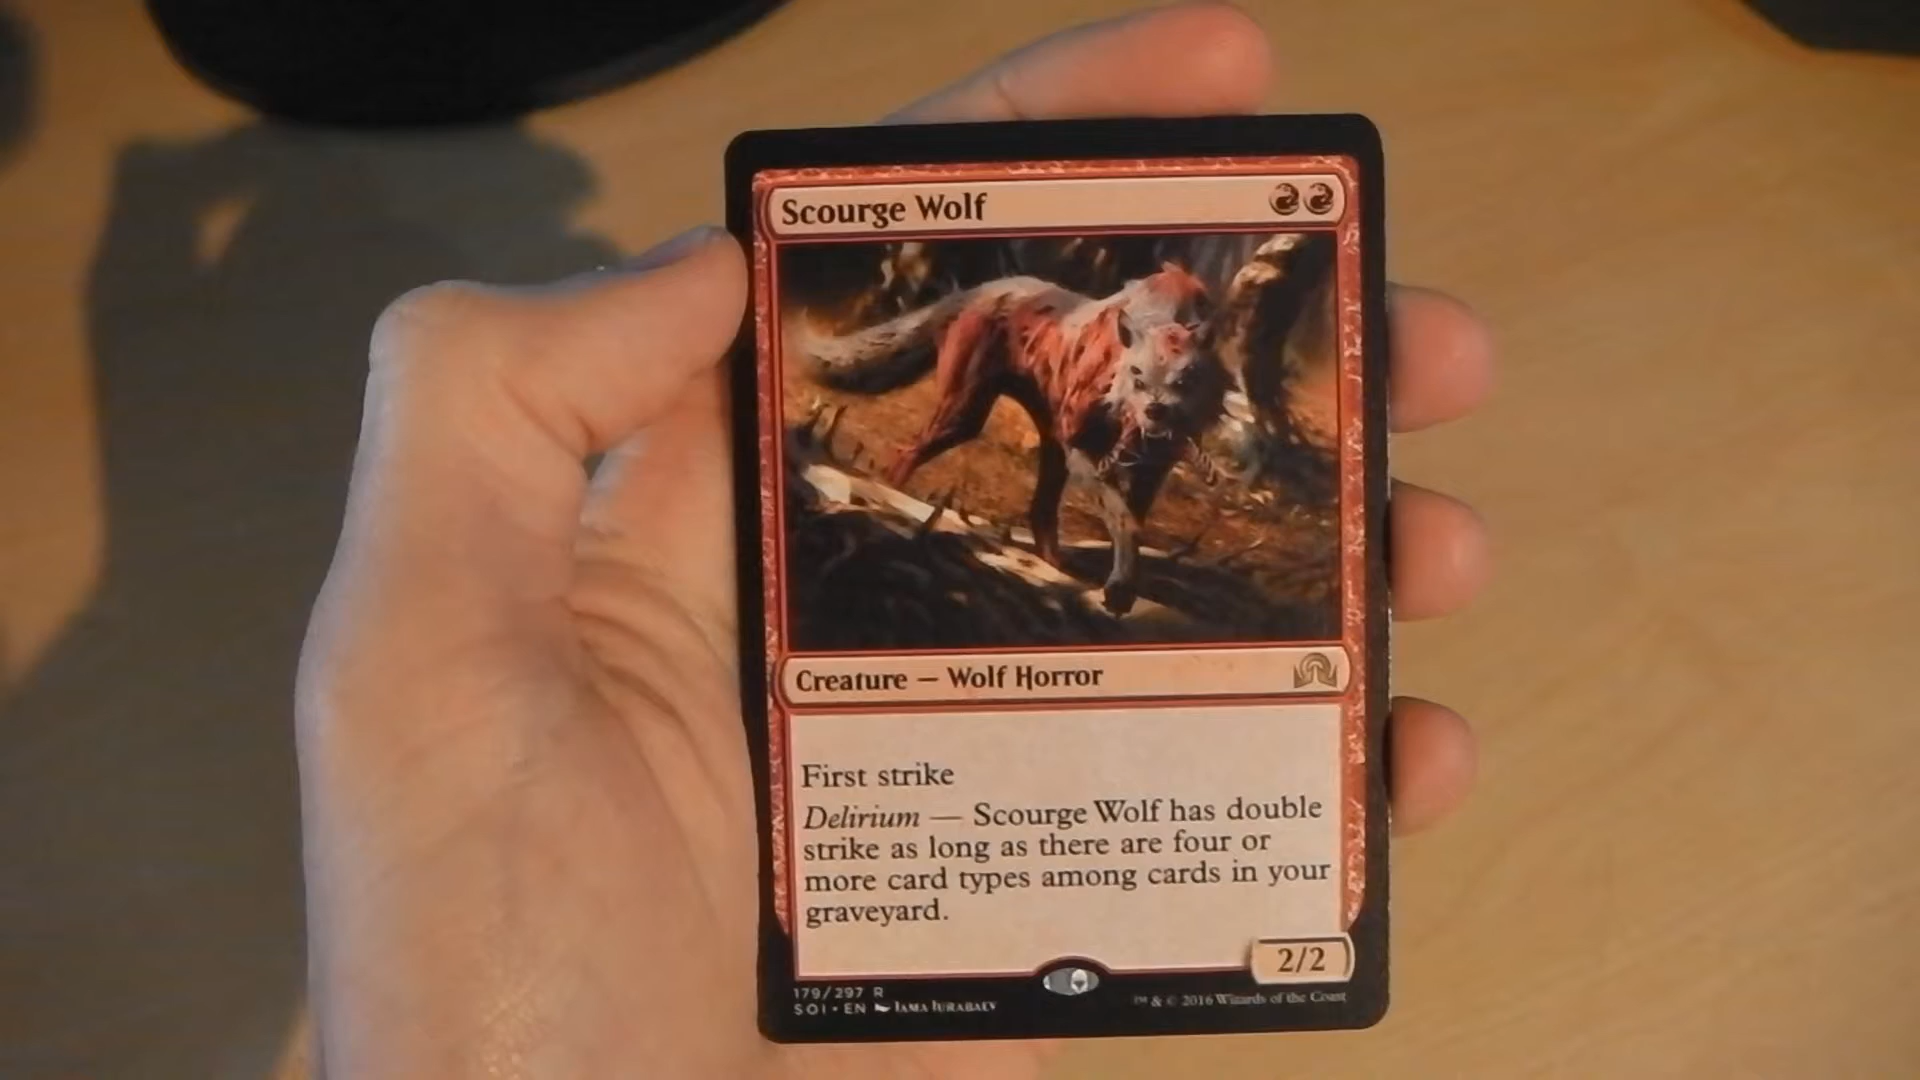 Scourge Wolf
Creature — Wolf Horror
First strike
Delirium — Scourge Wolf has double
strike as long as there are four or
more card types among cards in your
graveyard.
2/2
179/297 R
SOI • EN Jama Jurabaev
™ & © 2016 Wizards of the Coast